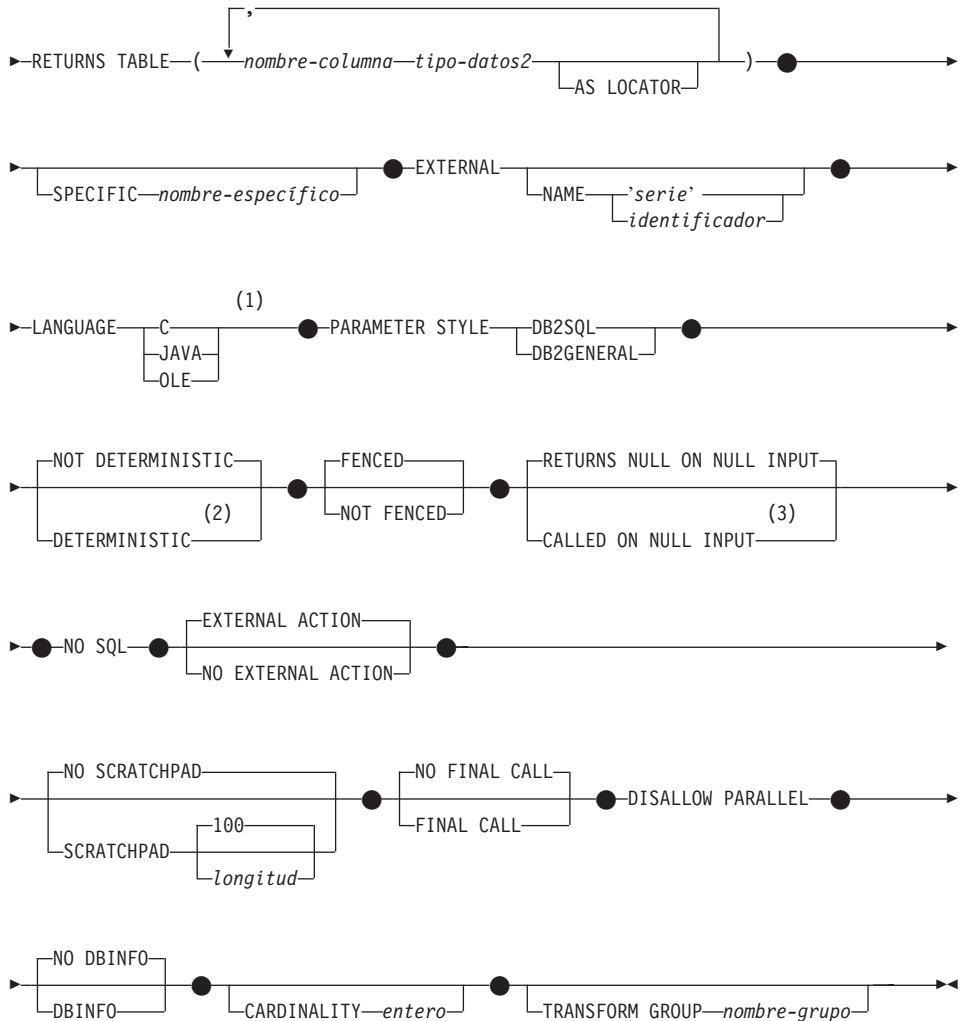 ,
RETURNS TABLE ( nombre-columna tipo-datos2 )
AS LOCATOR
EXTERNAL
SPECIFIC nombre-específico NAME 'serie'
identificador
(1)
LANGUAGE C PARAMETER STYLE DB2SQL
JAVA DB2GENERAL
OLE
NOT DETERMINISTIC FENCED RETURNS NULL ON NULL INPUT
(2) NOT FENCED (3)
DETERMINISTIC CALLED ON NULL INPUT
EXTERNAL ACTION
NO SQL
NO EXTERNAL ACTION
NO SCRATCHPAD NO FINAL CALL
DISALLOW PARALLEL
100 FINAL CALL
SCRATCHPAD
longitud
NO DBINFO
DBINFO CARDINALITY entero TRANSFORM GROUP nombre-grupo